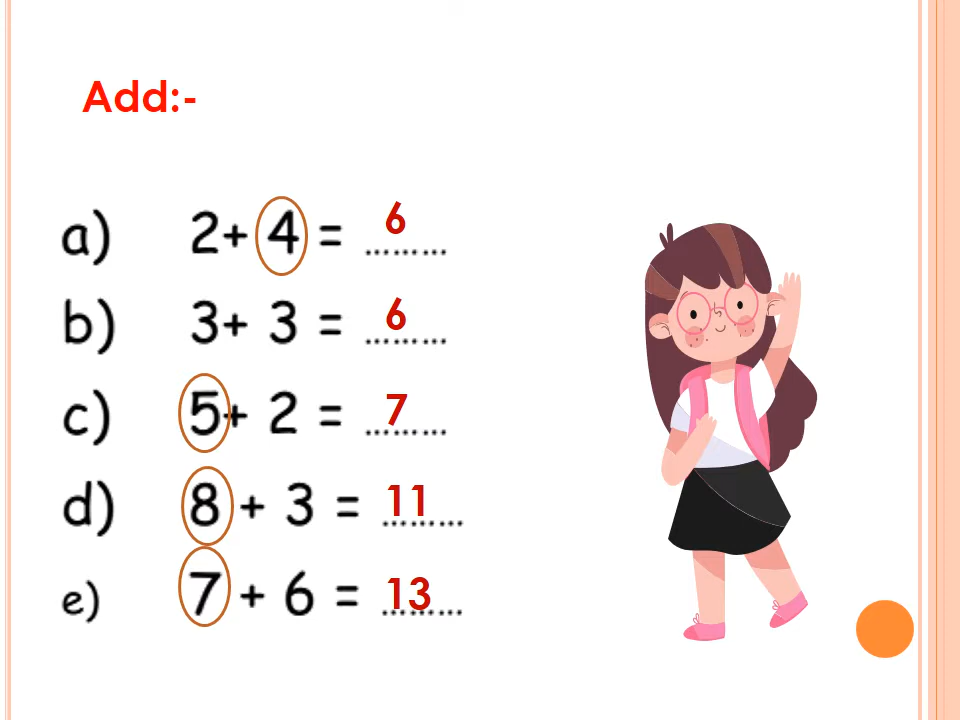 Add:-
a) 2+ 4 = 6 ………
b) 3+ 3 = 6 ………
c) 5+ 2 = 7 ………
d) 8 + 3 = 11 ………
e) 7 + 6 = 13 ………